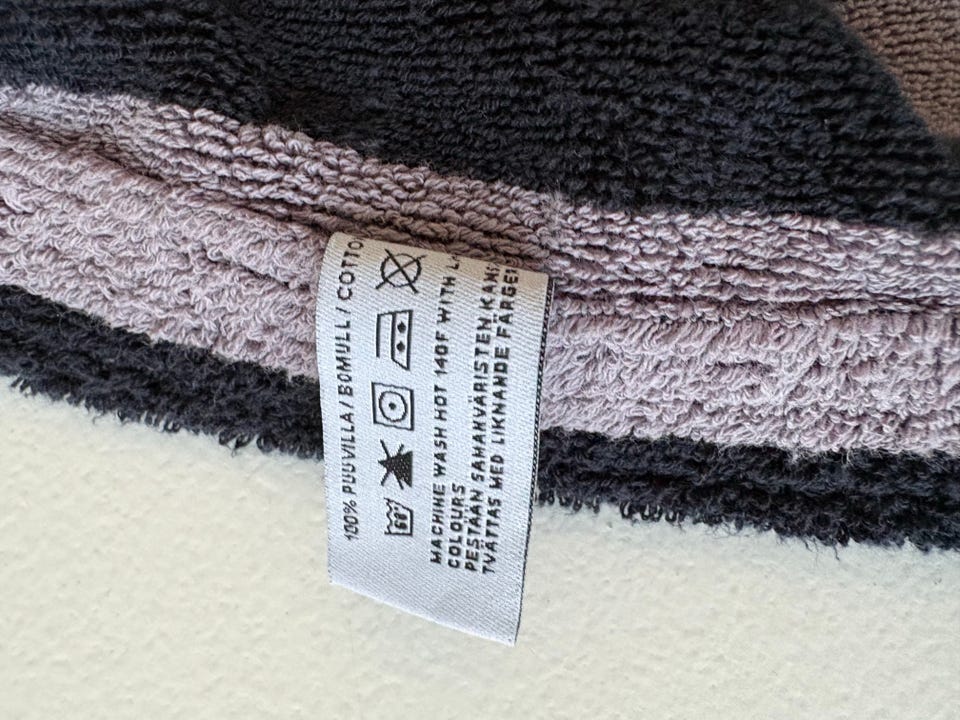 100% PUUVILLA / BOMULL / COTTO
MACHINE WASH HOT 140F WITH
COLOURS
PESTÄÄN SAMANVÄRISTEN KANS
TVÄTTAS MED LIKNANDE FÄRGE